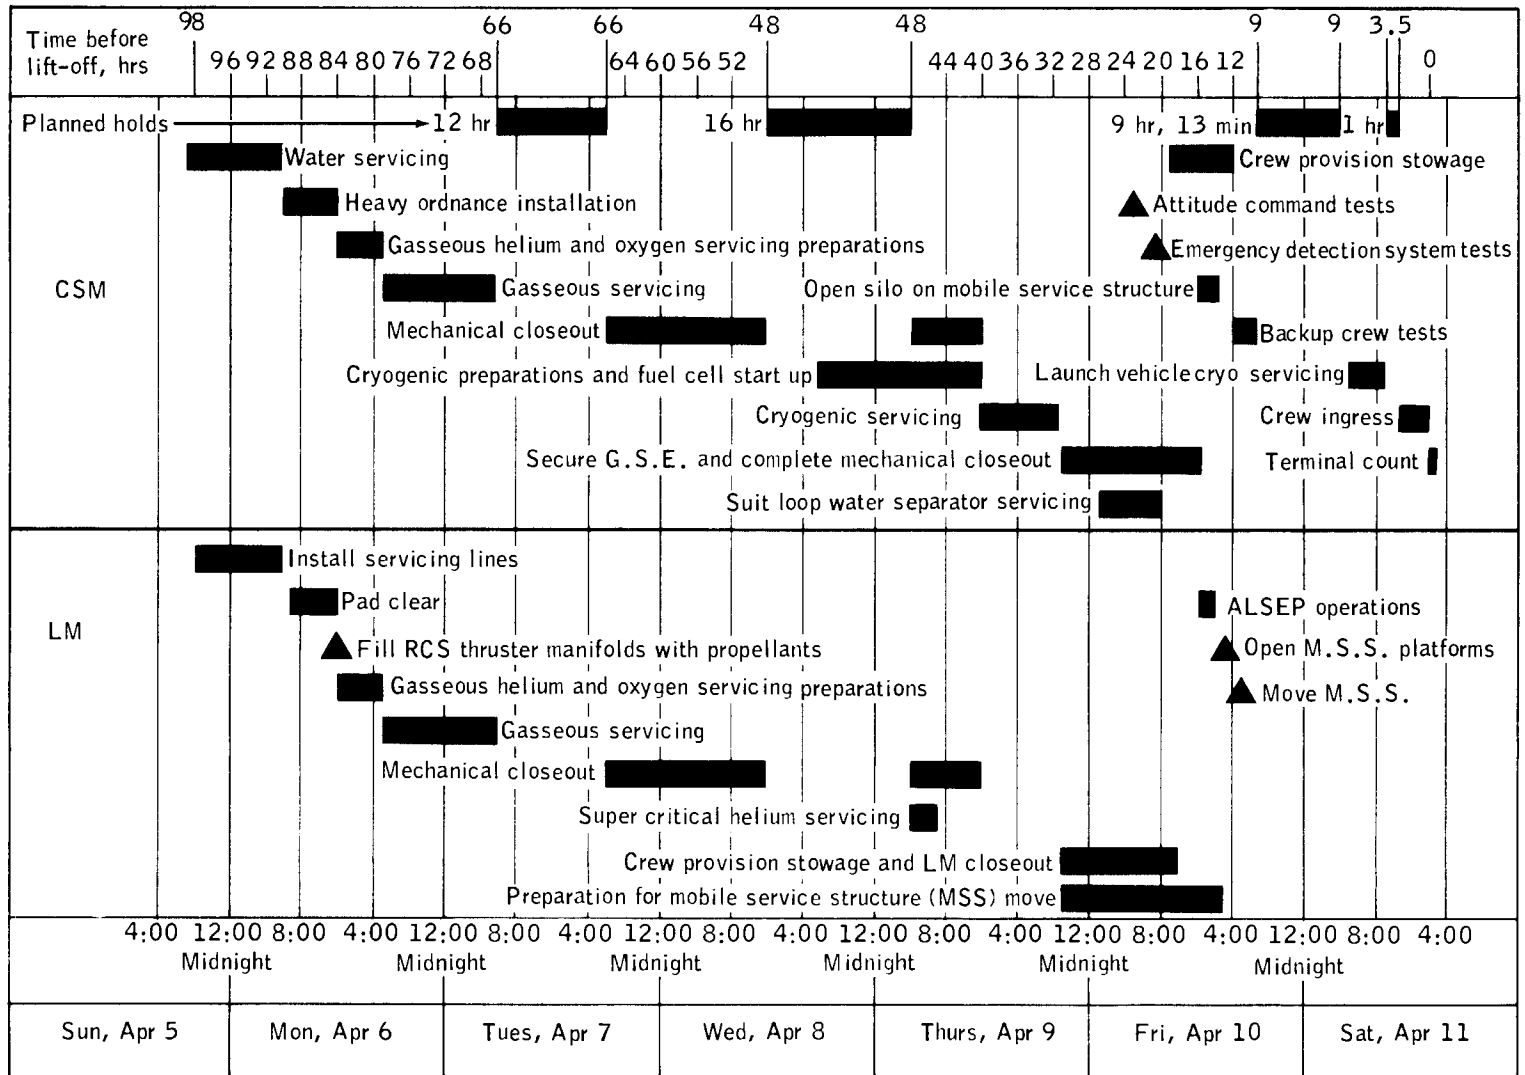 98 66 66 48 48 9 9 3.5
Time before
lift-off, hrs
96 92 88 84 80 76 72 68 64 60 56 52 44 40 36 32 28 24 20 16 12 0
Planned holds 12 hr 16 hr 9 hr, 13 min 1 hr
Water servicing Crew provision stowage
Heavy ordnance installation Attitude command tests
Gasseous helium and oxygen servicing preparations Emergency detection system tests
CSM Gasseous servicing Open silo on mobile service structure
Mechanical closeout Backup crew tests
Cryogenic preparations and fuel cell start up Launch vehicle cryo servicing
Cryogenic servicing Crew ingress
Secure G.S.E. and complete mechanical closeout Terminal count
Suit loop water separator servicing
Install servicing lines
Pad clear ALSEP operations
LM
Fill RCS thruster manifolds with propellants Open M.S.S. platforms
Gasseous helium and oxygen servicing preparations Move M.S.S.
Gasseous servicing
Mechanical closeout
Super critical helium servicing
Crew provision stowage and LM closeout
Preparation for mobile service structure (MSS) move
4:00 12:00 8:00 4:00 12:00 8:00 4:00 12:00 8:00 4:00 12:00 8:00 4:00 12:00 8:00 4:00 12:00 8:00 4:00
Midnight Midnight Midnight Midnight Midnight Midnight
Sun, Apr 5 Mon, Apr 6 Tues, Apr 7 Wed, Apr 8 Thurs, Apr 9 Fri, Apr 10 Sat, Apr 11